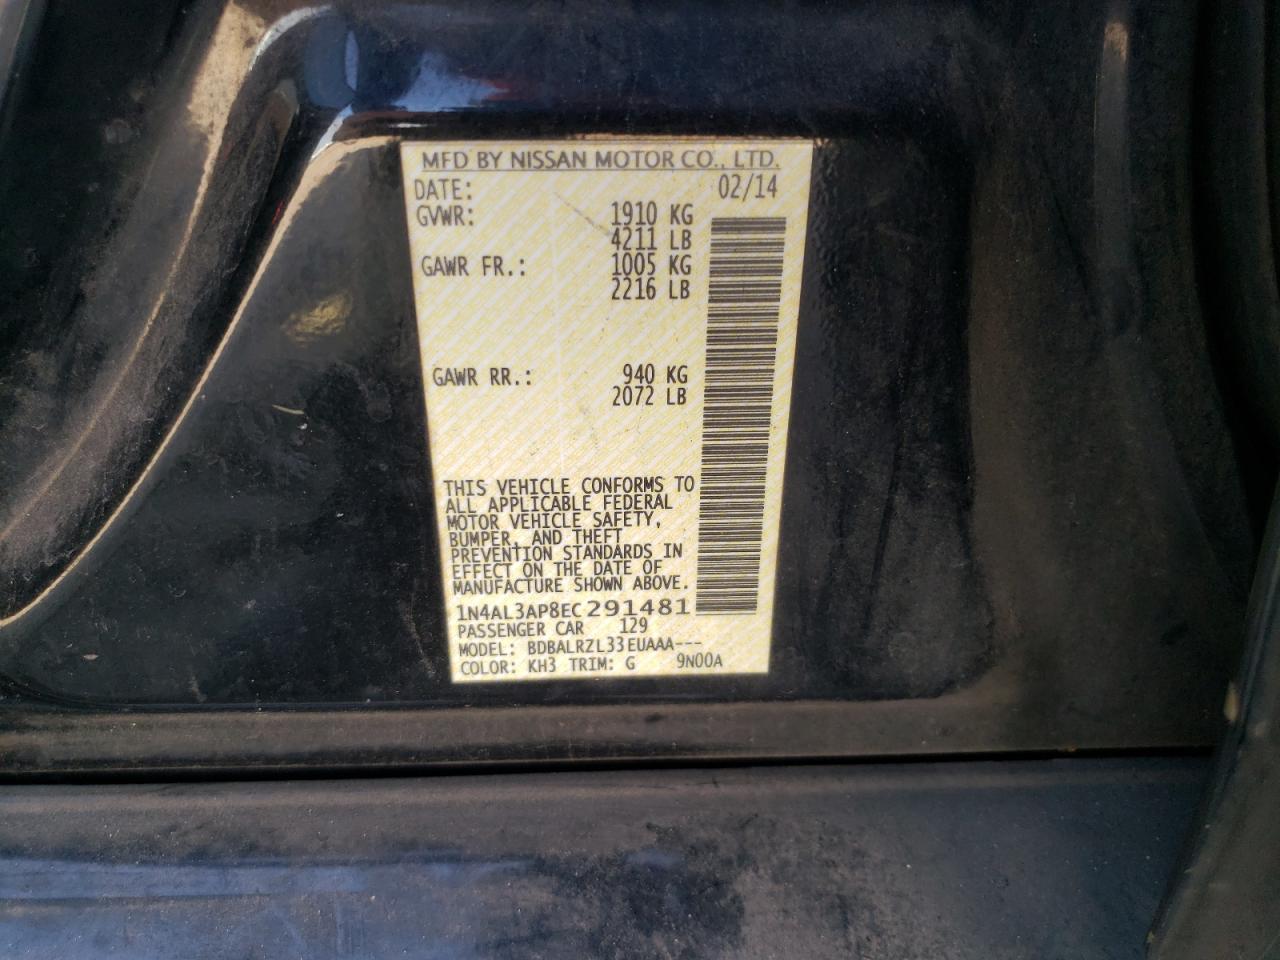 MFD BY NISSAN MOTOR CO., LTD.
DATE: 02/14
GVWR: 1910 KG
4211 LB
GAWR FR.: 1005 KG
2216 LB
GAWR RR.: 940 KG
2072 LB
THIS VEHICLE CONFORMS TO
ALL APPLICABLE FEDERAL
MOTOR VEHICLE SAFETY,
BUMPER, AND THEFT
PREVENTION STANDARDS IN
EFFECT ON THE DATE OF
MANUFACTURE SHOWN ABOVE.
1N4AL3AP8EC291481
PASSENGER CAR 129
MODEL: BDBALRZL33EUAAA---
COLOR: KH3 TRIM: G 9N00A